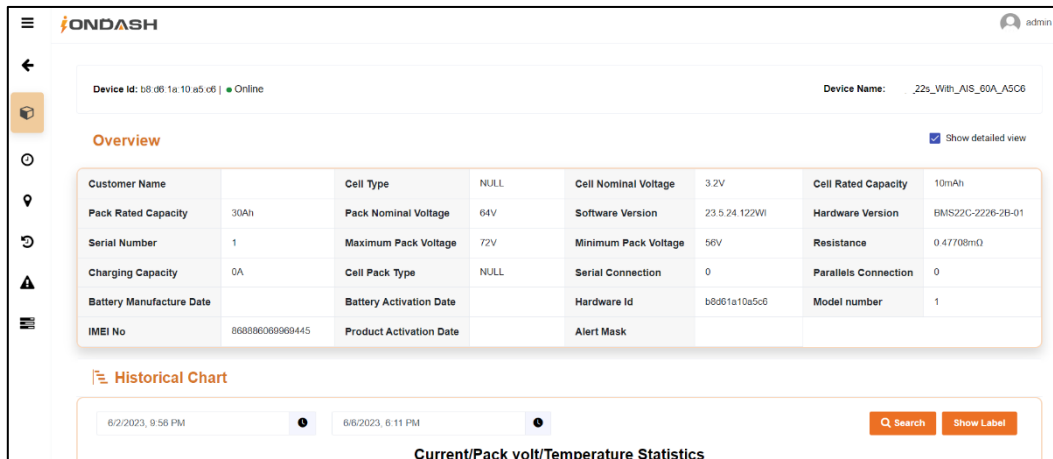 IONDASH
admin
Device Id: b8:d6:1a:10:a5:c6 | Online
Device Name: _22s_With_AIS_60A_A5C6
Overview
Show detailed view
Customer Name Cell Type NULL Cell Nominal Voltage 3.2V Cell Rated Capacity 10mAh
Pack Rated Capacity 30Ah Pack Nominal Voltage 64V Software Version 23.5.24.122WI Hardware Version BMS22C-2226-2B-01
Serial Number 1 Maximum Pack Voltage 72V Minimum Pack Voltage 56V Resistance 0.47708mΩ
Charging Capacity 0A Cell Pack Type NULL Serial Connection 0 Parallels Connection 0
Battery Manufacture Date Battery Activation Date Hardware Id b8d61a10a5c6 Model number 1
IMEI No 868886069969445 Product Activation Date Alert Mask
Historical Chart
6/2/2023, 9:56 PM 6/6/2023, 6:11 PM Search Show Label
Current/Pack volt/Temperature Statistics